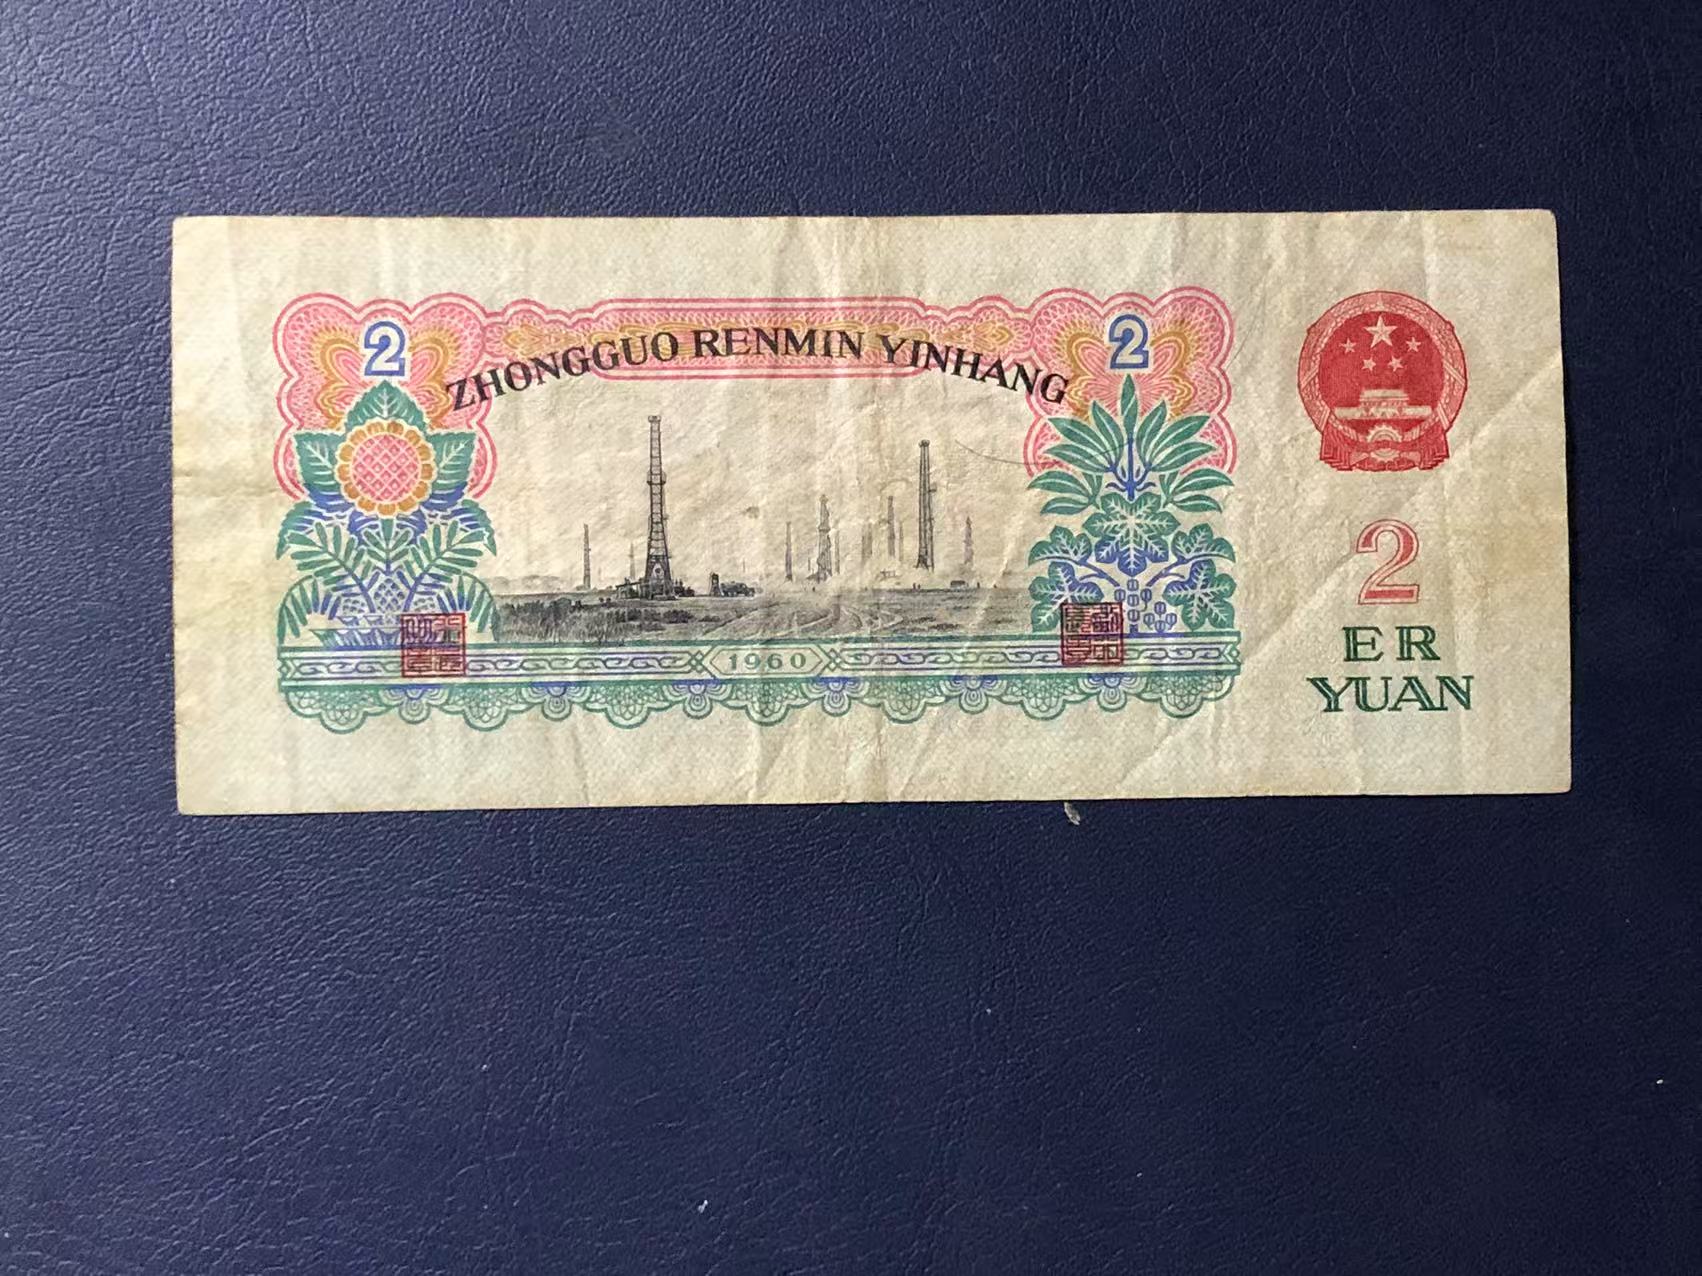 2
2
ZHONGGUO RENMIN YINHANG
1960
2
ER
YUAN